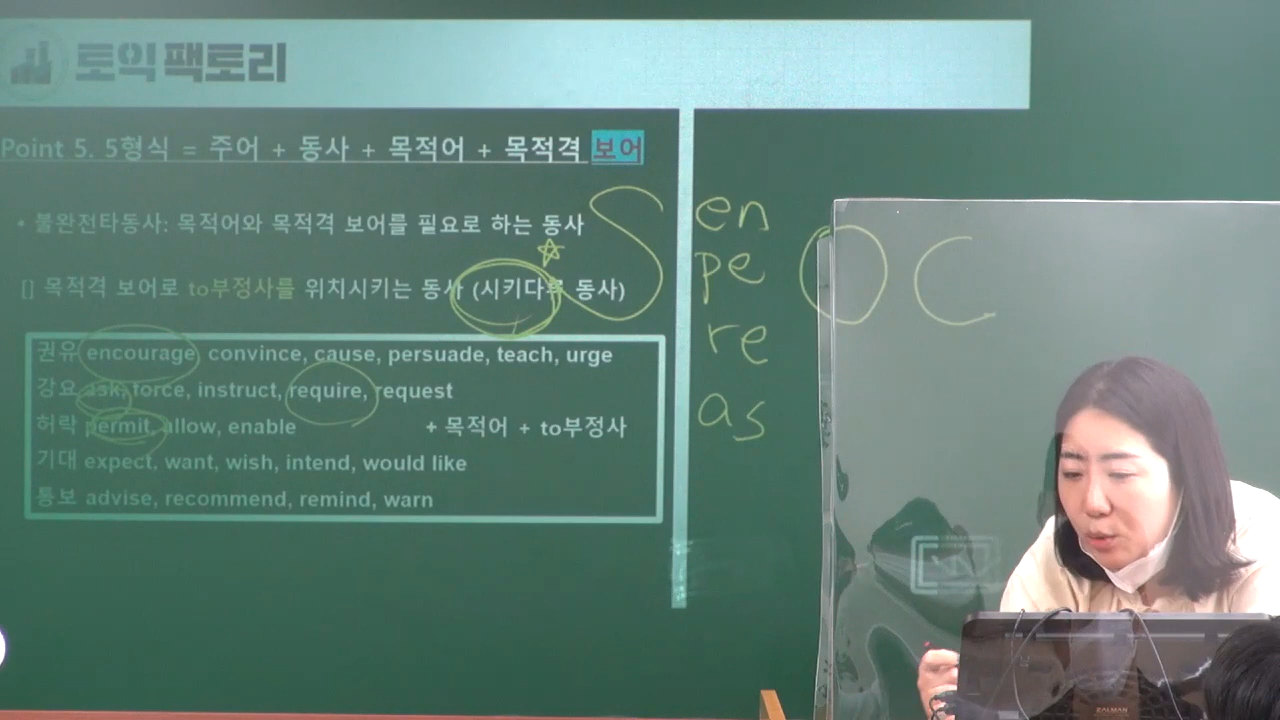 토익팩토리
Point 5. 5형식 = 주어 + 동사 + 목적어 + 목적격 보어
• 불완전타동사: 목적어와 목적격 보어를 필요로 하는 동사
[] 목적격 보어로 to부정사를 위치시키는 동사 (시키다류 동사)
권유 encourage, convince, cause, persuade, teach, urge
강요 ask, force, instruct, require, request
허락 permit, allow, enable + 목적어 + to부정사
기대 expect, want, wish, intend, would like
통보 advise, recommend, remind, warn
S en O C
pe
re
as
ZALMAN